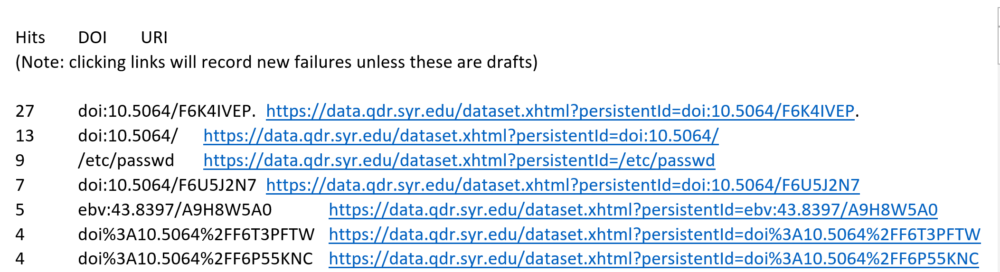 Hits DOI URI
(Note: clicking links will record new failures unless these are drafts)
27 doi:10.5064/F6K4IVEP. https://data.qdr.syr.edu/dataset.xhtml?persistentId=doi:10.5064/F6K4IVEP.
13 doi:10.5064/ https://data.qdr.syr.edu/dataset.xhtml?persistentId=doi:10.5064/
9 /etc/passwd https://data.qdr.syr.edu/dataset.xhtml?persistentId=/etc/passwd
7 doi:10.5064/F6U5J2N7 https://data.qdr.syr.edu/dataset.xhtml?persistentId=doi:10.5064/F6U5J2N7
5 ebv:43.8397/A9H8W5A0 https://data.qdr.syr.edu/dataset.xhtml?persistentId=ebv:43.8397/A9H8W5A0
4 doi%3A10.5064%2FF6T3PFTW https://data.qdr.syr.edu/dataset.xhtml?persistentId=doi%3A10.5064%2FF6T3PFTW
4 doi%3A10.5064%2FF6P55KNC https://data.qdr.syr.edu/dataset.xhtml?persistentId=doi%3A10.5064%2FF6P55KNC